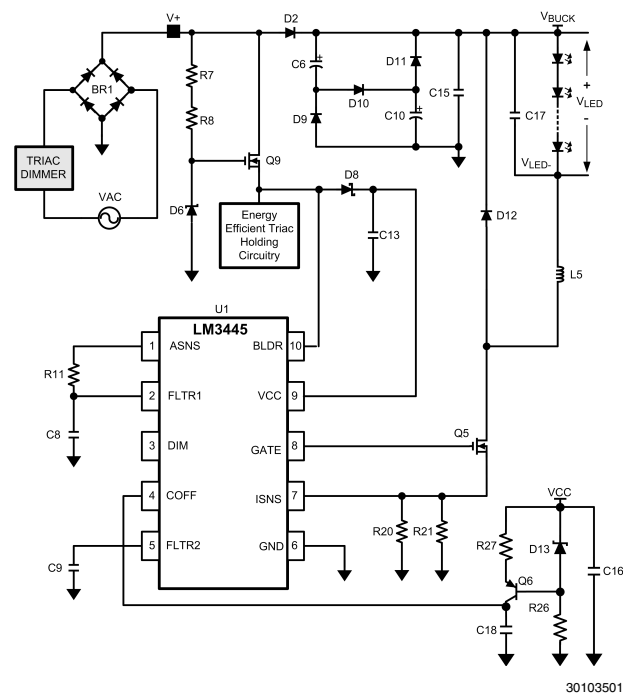 V+
D2
VBUCK
C6
D11
R7
BR1
D10
C15
C17
+
VLED
-
R8
D9
C10
VLED-
Q9
TRIAC
DIMMER
D8
VAC
D6
Energy
Efficient Triac
Holding
Circuitry
C13
D12
L5
U1
LM3445
1
ASNS
BLDR
10
R11
2
FLTR1
VCC
9
C8
3
DIM
GATE
8
Q5
4
COFF
ISNS
7
VCC
R20
R21
R27
D13
5
FLTR2
GND
6
C9
Q6
C16
R26
C18
30103501